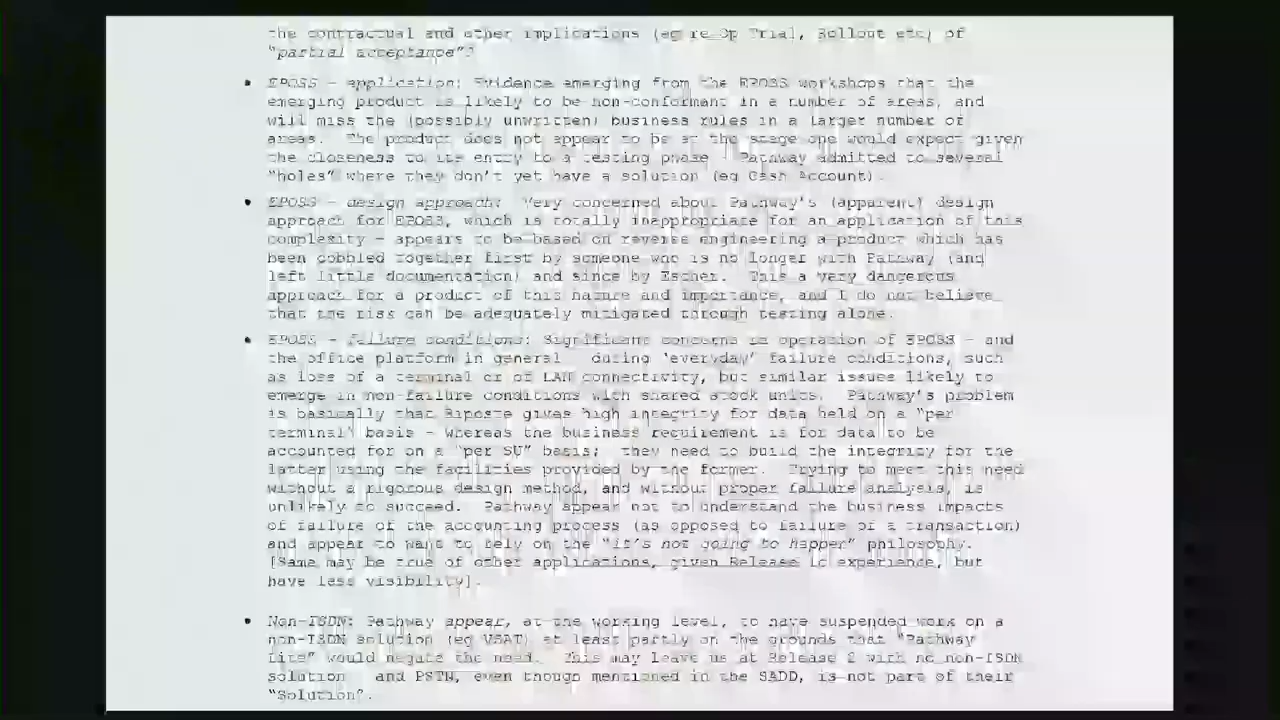 the contractual and other implications (eg re Op Trial, Rollout etc) of
"partial acceptance"?
• EPOSS – application: Evidence emerging from the EPOSS workshops that the
emerging product is likely to be non-conformant in a number of areas, and
will miss the (possibly unwritten) business rules in a larger number of
areas. The product does not appear to be at the stage one would expect given
the closeness to its entry to a testing phase. Pathway admitted to several
"holes" where they don't yet have a solution (eg Cash Account).
• EPOSS – design approach: Very concerned about Pathway's (apparent) design
approach for EPOSS, which is totally inappropriate for an application of this
complexity – appears to be based on reverse engineering a product which has
been cobbled together first by someone who is no longer with Pathway (and
left little documentation) and since by Escher. This a very dangerous
approach for a product of this nature and importance, and I do not believe
that the risk can be adequately mitigated through testing alone.
• EPOSS – failure conditions: Significant concerns in operation of EPOSS – and
the office platform in general – during 'everyday' failure conditions, such
as loss of a terminal or of LAN connectivity, but similar issues likely to
emerge in non-failure conditions with shared stock units. Pathway's problem
is basically that Riposte gives high integrity for data held on a "per
terminal" basis – whereas the business requirement is for data to be
accounted for on a "per SU" basis; they need to build the integrity for the
latter using the facilities provided by the former. Trying to meet this need
without a rigorous design method, and without proper failure analysis, is
unlikely to succeed. Pathway appear not to understand the business impacts
of failure of the accounting process (as opposed to failure of a transaction)
and appear to want to rely on the "it's not going to happen" philosophy.
[Same may be true of other applications, given Release 1c experience, but
have less visibility].
• Non-ISDN: Pathway appear, at the working level, to have suspended work on a
non-ISDN solution (eg VSAT) at least partly on the grounds that "Pathway
Lite" would negate the need. This may leave us at Release 2 with no non-ISDN
solution – and PSTN, even though mentioned in the SADD, is not part of their
"Solution".